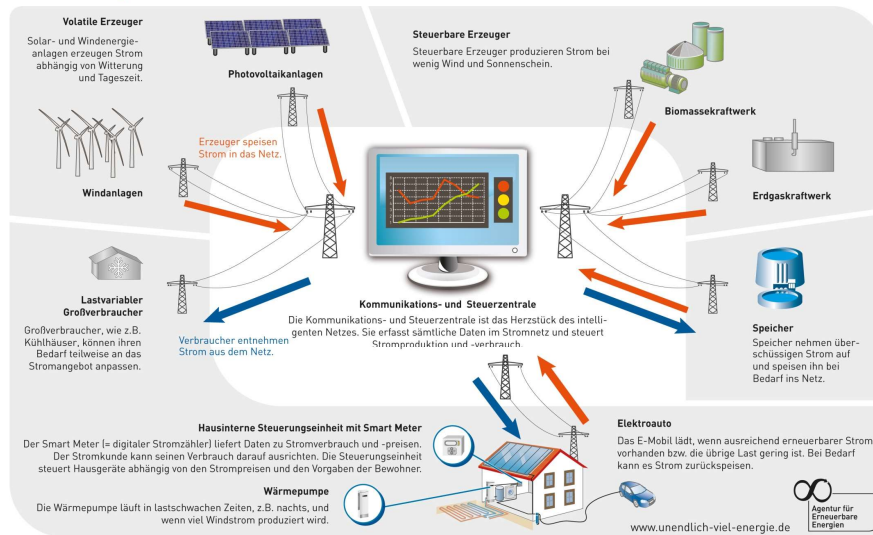 Volatile Erzeuger
Solar- und Windenergie-
anlagen erzeugen Strom
abhängig von Witterung
und Tageszeit.
Photovoltaikanlagen
Steuerbare Erzeuger
Steuerbare Erzeuger produzieren Strom bei
wenig Wind und Sonnenschein.
Biomassekraftwerk
Erzeuger speisen
Strom in das Netz.
Windanlagen
Erdgaskraftwerk
Lastvariabler
Großverbraucher
Großverbraucher, wie z.B.
Kühlhäuser, können ihren
Bedarf teilweise an das
Stromangebot anpassen.
Verbraucher entnehmen
Strom aus dem Netz.
Kommunikations- und Steuerzentrale
Die Kommunikations- und Steuerzentrale ist das Herzstück des intelli-
genten Netzes. Sie erfasst sämtliche Daten im Stromnetz und steuert
Stromproduktion und -verbrauch.
Speicher
Speicher nehmen über-
schüssigen Strom auf
und speisen ihn bei
Bedarf ins Netz.
Hausinterne Steuerungseinheit mit Smart Meter
Der Smart Meter (= digitaler Stromzähler) liefert Daten zu Stromverbrauch und -preisen.
Der Stromkunde kann seinen Verbrauch darauf ausrichten. Die Steuerungseinheit
steuert Hausgeräte abhängig von den Strompreisen und den Vorgaben der Bewohner.
Wärmepumpe
Die Wärmepumpe läuft in lastschwachen Zeiten, z.B. nachts, und
wenn viel Windstrom produziert wird.
Elektroauto
Das E-Mobil lädt, wenn ausreichend erneuerbarer Strom
vorhanden bzw. die übrige Last gering ist. Bei Bedarf
kann es Strom zurückspeisen.
www.unendlich-viel-energie.de
Agentur für
Erneuerbare
Energien